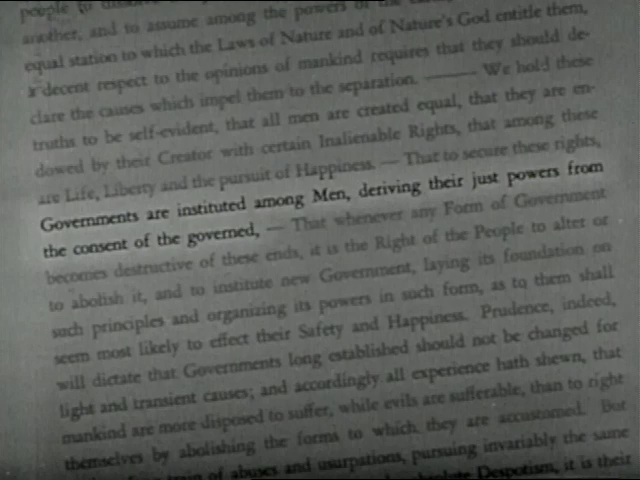 people to
another, and to assume among the powers of the
equal station to which the Laws of Nature and of Nature's God entitle them,
a decent respect to the opinions of mankind requires that they should de-
clare the causes which impel them to the separation. ——— We hold these
truths to be self-evident, that all men are created equal, that they are en-
dowed by their Creator with certain Inalienable Rights, that among these
are Life, Liberty and the pursuit of Happiness. — That to secure these rights,
Governments are instituted among Men, deriving their just powers from
the consent of the governed, — That whenever any Form of Government
becomes destructive of these ends, it is the Right of the People to alter or
to abolish it, and to institute new Government, laying its foundation on
such principles and organizing its powers in such form, as to them shall
seem most likely to effect their Safety and Happiness. Prudence, indeed,
will dictate that Governments long established should not be changed for
light and transient causes; and accordingly all experience hath shewn, that
mankind are more disposed to suffer, while evils are sufferable, than to right
themselves by abolishing the forms to which they are accustomed. But
train of abuses and usurpations, pursuing invariably the same
Despotism, it is their